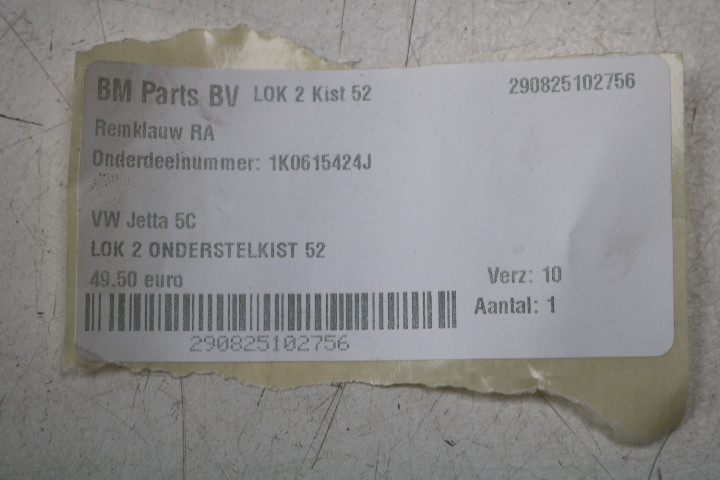 BM Parts BV LOK 2 Kist 52 290825102756
Remklauw RA
Onderdeelnummer: 1K0615424J
VW Jetta 5C
LOK 2 ONDERSTELKIST 52
49.50 euro Verz: 10
Aantal: 1
290825102756